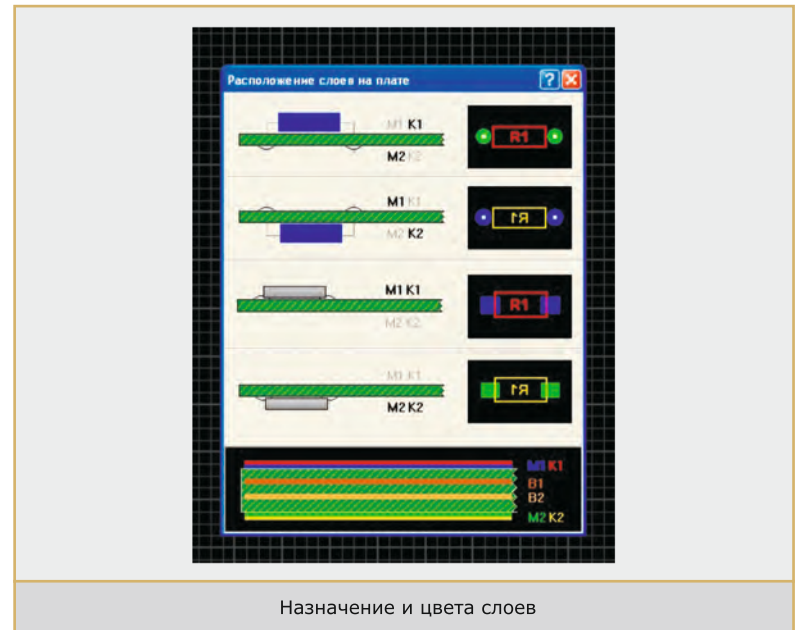 Расположение слоев на плате
M1 K1
R1
M2 K2
M1 K1
R1
M2 K2
M1 K1
R1
M2 K2
M1 K1
R1
M2 K2
M1 K1
B1
B2
M2 K2
Назначение и цвета слоев